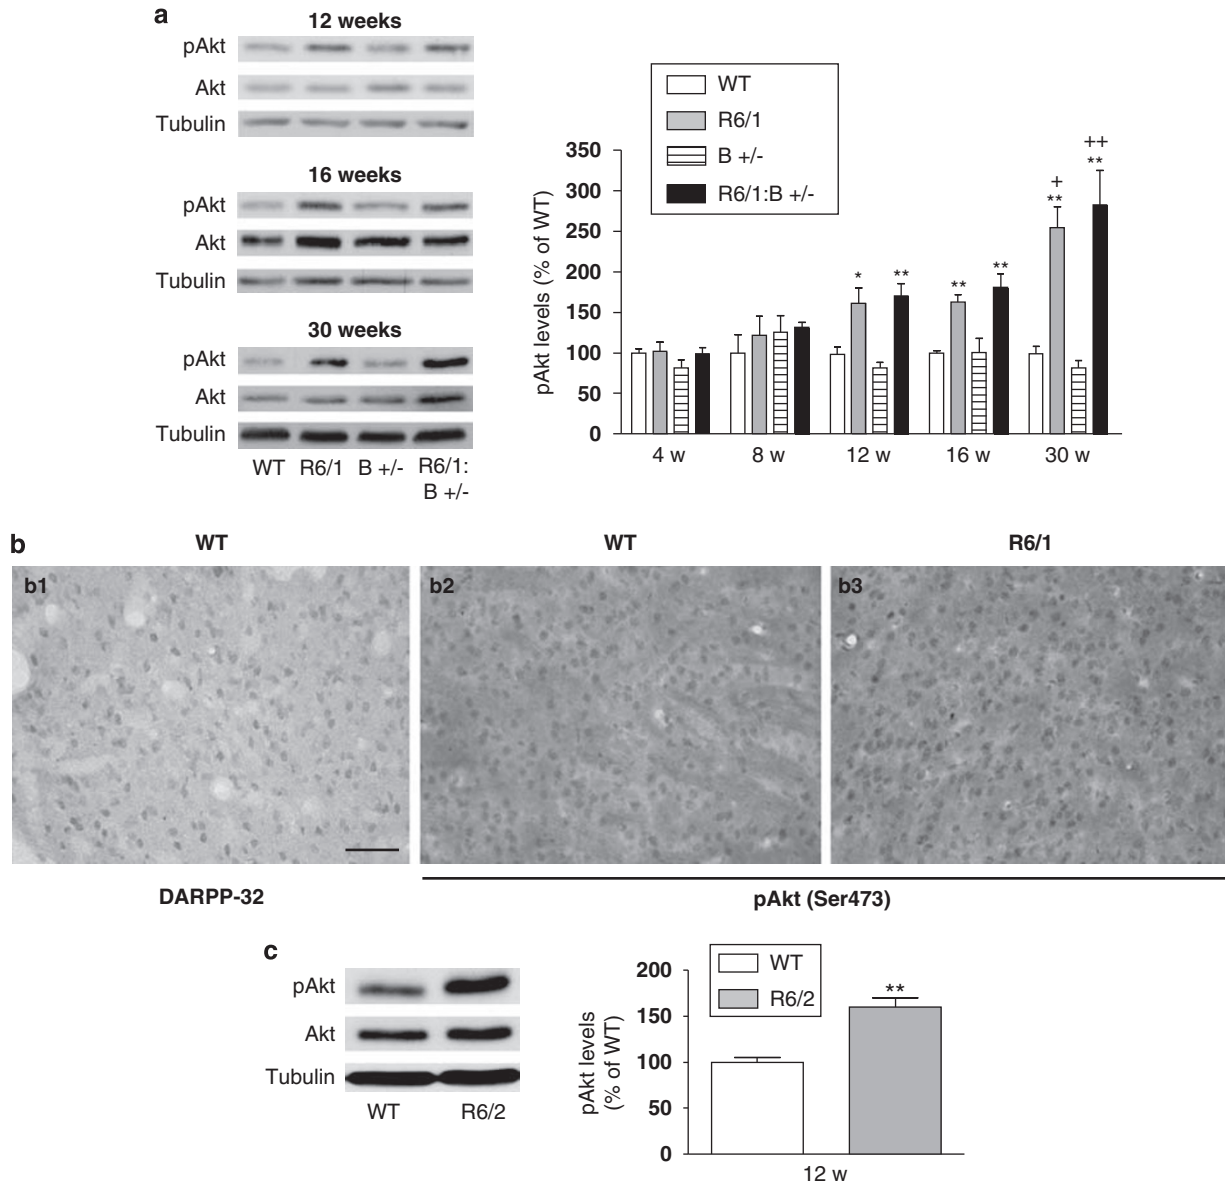 a
12 weeks
pAkt
Akt
Tubulin
16 weeks
pAkt
Akt
Tubulin
30 weeks
pAkt
Akt
Tubulin
WT R6/1 B +/- R6/1:
B +/-
WT
R6/1
B +/-
R6/1:B +/-
pAkt levels (% of WT)
350
300
250
200
150
100
50
0
* ** ** ** + ** ++ **
4 w 8 w 12 w 16 w 30 w
b
WT WT R6/1
b1 b2 b3
DARPP-32 pAkt (Ser473)
c
pAkt
Akt
Tubulin
WT R6/2
WT
R6/2
pAkt levels
(% of WT)
200
150
100
50
0
**
12 w